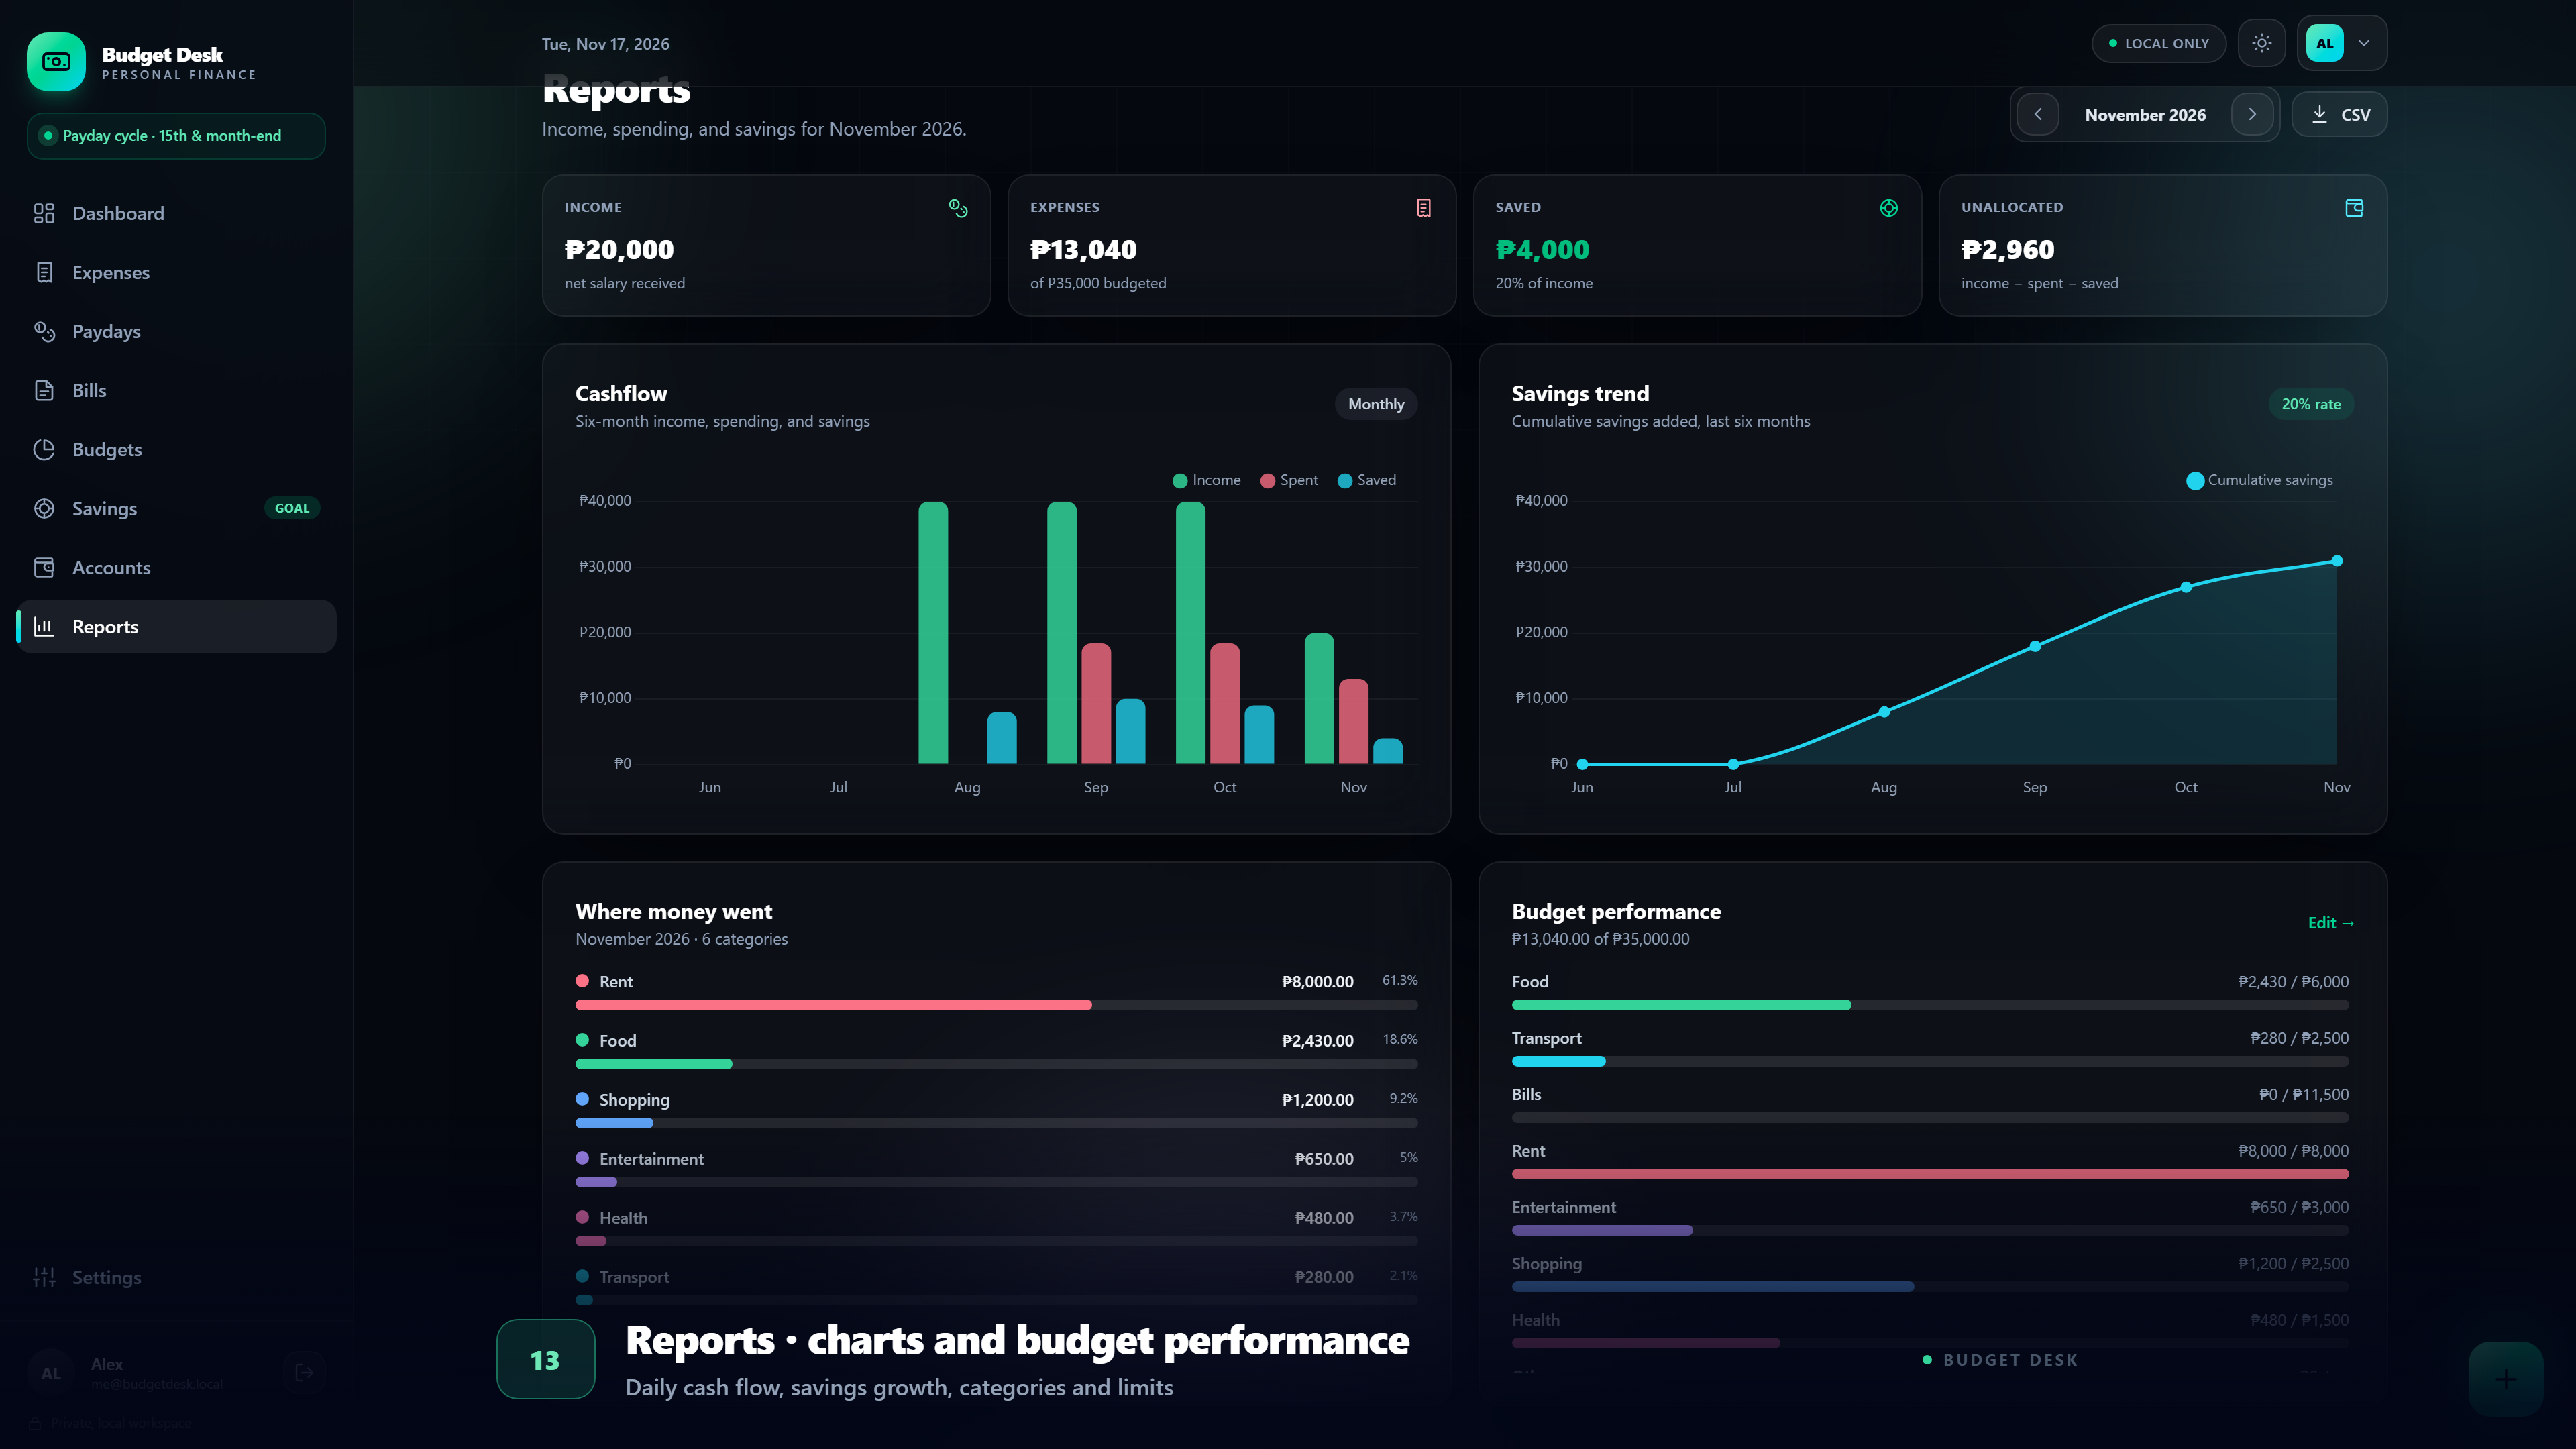 Budget Desk
PERSONAL FINANCE
Payday cycle · 15th & month-end
Dashboard
Expenses
Paydays
Bills
Budgets
Savings
GOAL
Accounts
Reports
Settings
AL
Alex
me@budgetdesk.local
Private, local workspace
Tue, Nov 17, 2026
LOCAL ONLY
AL
Reports
Income, spending, and savings for November 2026.
November 2026
CSV
INCOME
₱20,000
net salary received
EXPENSES
₱13,040
of ₱35,000 budgeted
SAVED
₱4,000
20% of income
UNALLOCATED
₱2,960
income − spent − saved
Cashflow
Six-month income, spending, and savings
Monthly
Income
Spent
Saved
₱40,000
₱30,000
₱20,000
₱10,000
₱0
Jun
Jul
Aug
Sep
Oct
Nov
Savings trend
Cumulative savings added, last six months
20% rate
Cumulative savings
₱40,000
₱30,000
₱20,000
₱10,000
₱0
Jun
Jul
Aug
Sep
Oct
Nov
Where money went
November 2026 · 6 categories
Rent ₱8,000.00 61.3%
Food ₱2,430.00 18.6%
Shopping ₱1,200.00 9.2%
Entertainment ₱650.00 5%
Health ₱480.00 3.7%
Transport ₱280.00 2.1%
Budget performance
₱13,040.00 of ₱35,000.00
Edit →
Food ₱2,430 / ₱6,000
Transport ₱280 / ₱2,500
Bills ₱0 / ₱11,500
Rent ₱8,000 / ₱8,000
Entertainment ₱650 / ₱3,000
Shopping ₱1,200 / ₱2,500
Health ₱480 / ₱1,500
13
Reports · charts and budget performance
Daily cash flow, savings growth, categories and limits
BUDGET DESK